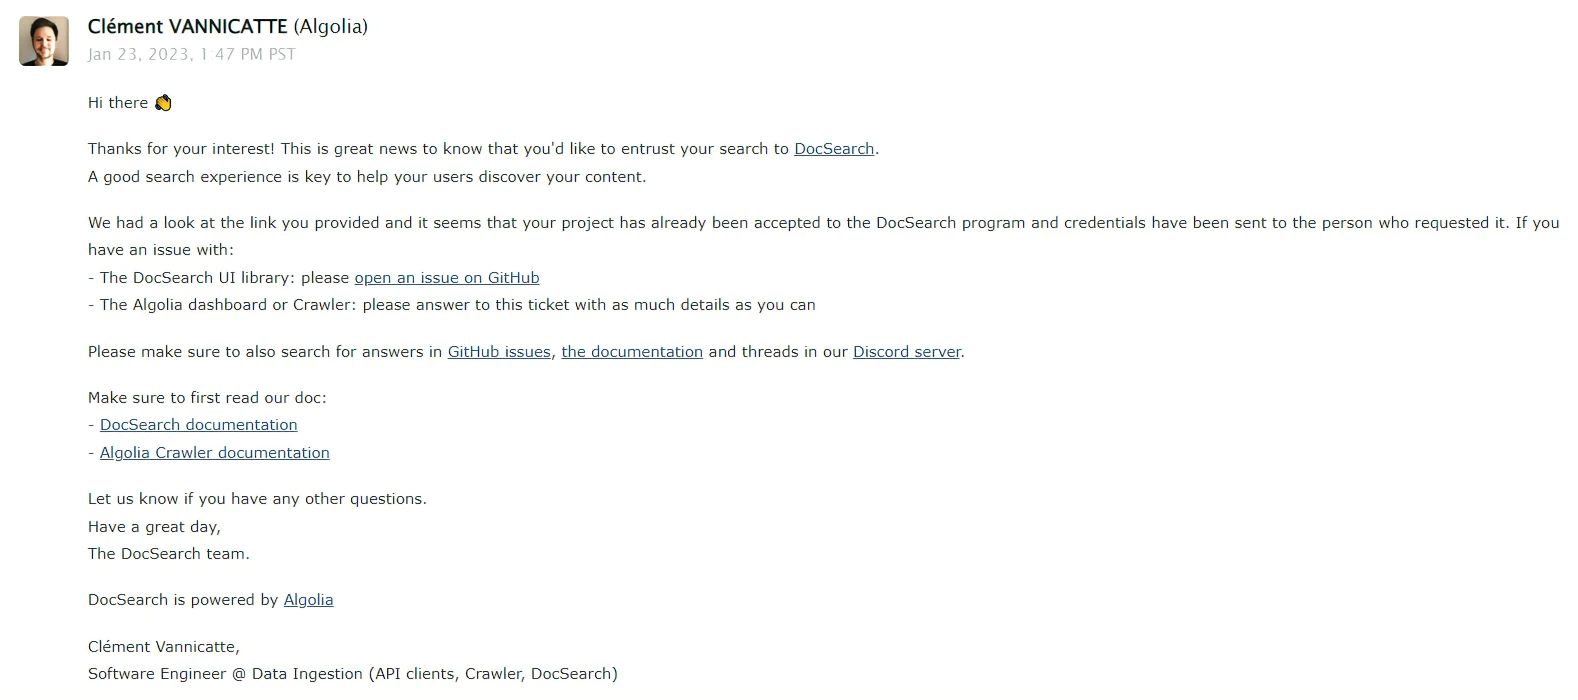 Clément VANNICATTE (Algolia)
Jan 23, 2023, 1:47 PM PST
Hi there 👋
Thanks for your interest! This is great news to know that you'd like to entrust your search to DocSearch.
A good search experience is key to help your users discover your content.
We had a look at the link you provided and it seems that your project has already been accepted to the DocSearch program and credentials have been sent to the person who requested it. If you
have an issue with:
- The DocSearch UI library: please open an issue on GitHub
- The Algolia dashboard or Crawler: please answer to this ticket with as much details as you can
Please make sure to also search for answers in GitHub issues, the documentation and threads in our Discord server.
Make sure to first read our doc:
- DocSearch documentation
- Algolia Crawler documentation
Let us know if you have any other questions.
Have a great day,
The DocSearch team.
DocSearch is powered by Algolia
Clément Vannicatte,
Software Engineer @ Data Ingestion (API clients, Crawler, DocSearch)